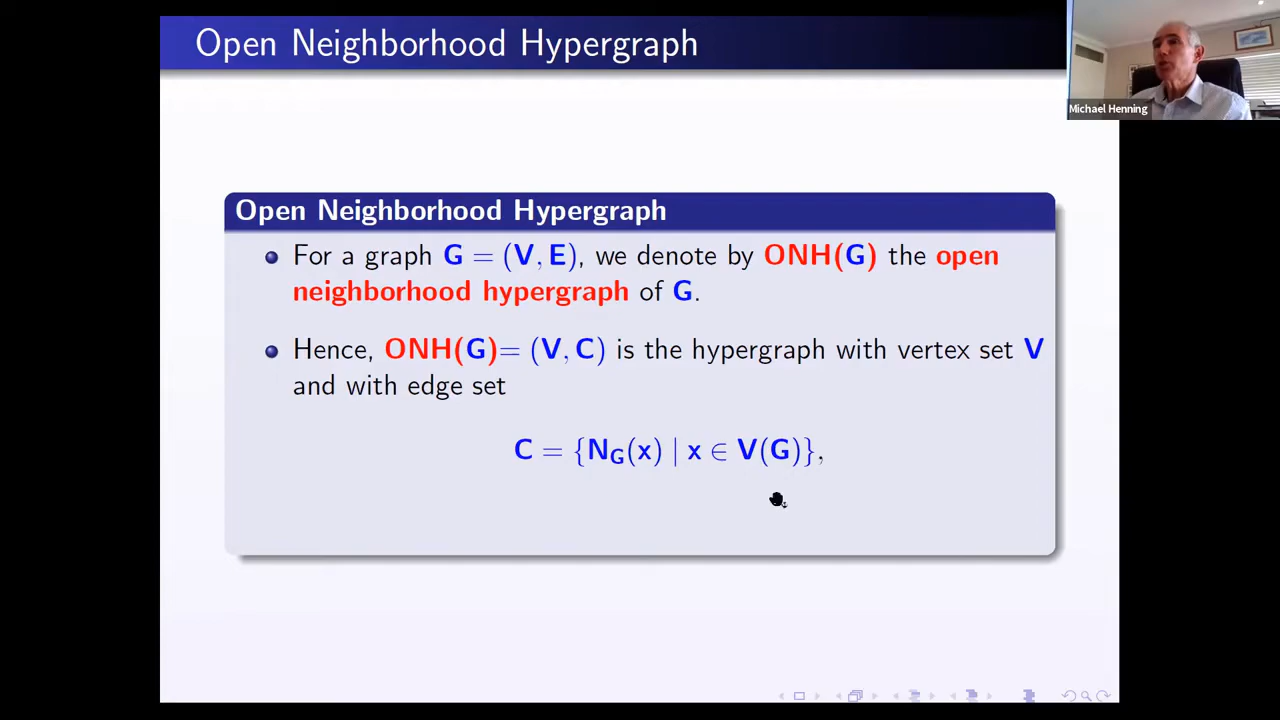 Open Neighborhood Hypergraph
Michael Henning
Open Neighborhood Hypergraph
For a graph G = (V, E), we denote by ONH(G) the open
neighborhood hypergraph of G.
Hence, ONH(G)= (V, C) is the hypergraph with vertex set V
and with edge set
C = {N_G(x) | x ∈ V(G)},